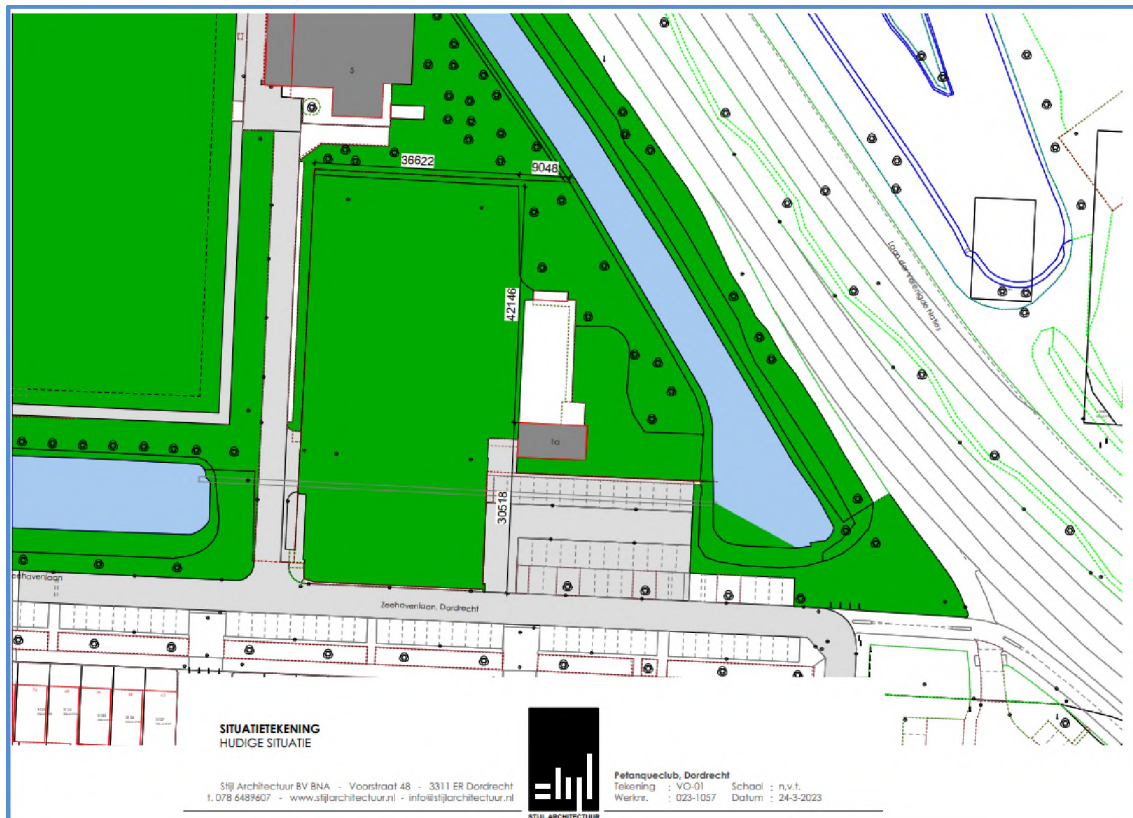 5
36622
9048
42146
1a
30518
Zeehavenlaan, Dordrecht
SITUATIETEKENING
HUDIGE SITUATIE
Stijl Architectuur BV BNA - Voorstraat 48 - 3311 ER Dordrecht
t. 078 6489607 - www.stijlarchitectuur.nl - info@stijlarchitectuur.nl
stijl
STIJL ARCHITECTUUR
Petanqueclub, Dordrecht
Tekening : VO-01 Schaal : n.v.t.
Werknr. : 023-1057 Datum : 24-3-2023